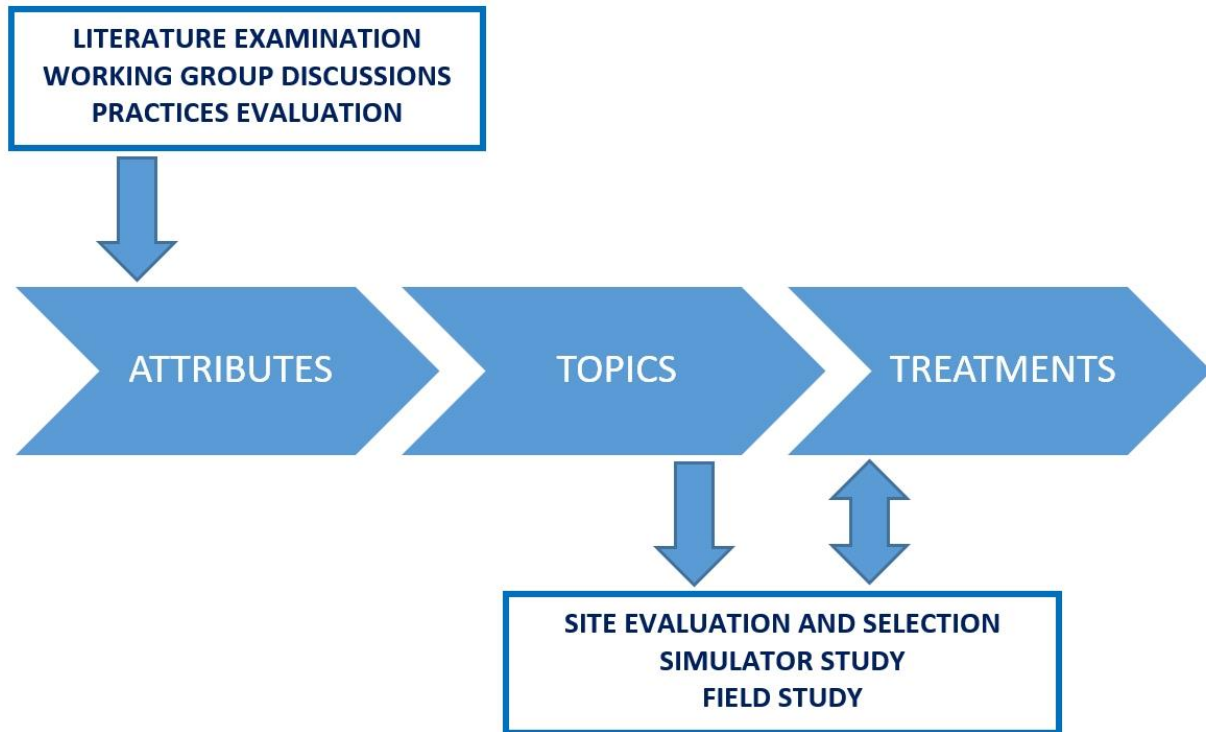 LITERATURE EXAMINATION
WORKING GROUP DISCUSSIONS
PRACTICES EVALUATION
ATTRIBUTES
TOPICS
TREATMENTS
SITE EVALUATION AND SELECTION
SIMULATOR STUDY
FIELD STUDY